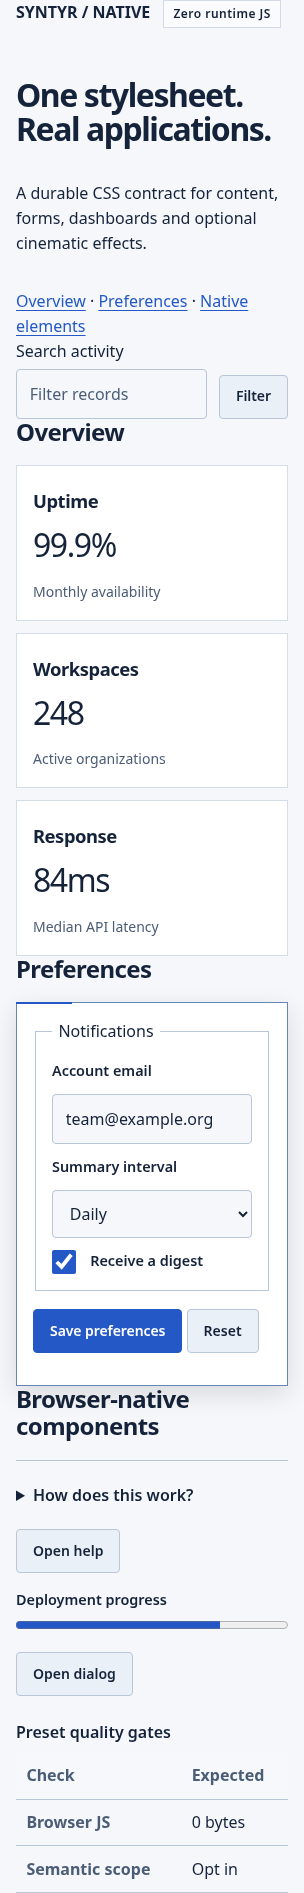 SYNTYR / NATIVE Zero runtime JS
One stylesheet.
Real applications.
A durable CSS contract for content,
forms, dashboards and optional
cinematic effects.
Overview · Preferences · Native
elements
Search activity
Filter records Filter
Overview
Uptime
99.9%
Monthly availability
Workspaces
248
Active organizations
Response
84ms
Median API latency
Preferences
Notifications
Account email
team@example.org
Summary interval
Daily
Receive a digest
Save preferences Reset
Browser-native
components
How does this work?
Open help
Deployment progress
Open dialog
Preset quality gates
Check Expected
Browser JS 0 bytes
Semantic scope Opt in